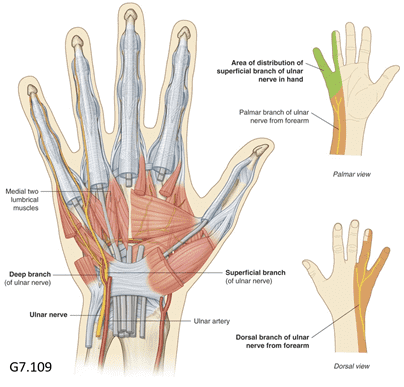 Area of distribution of
superficial branch of ulnar
nerve in hand
Palmar branch of ulnar
nerve from forearm
Palmar view
Medial two
lumbrical
muscles
Deep branch
(of ulnar nerve)
Superficial branch
(of ulnar nerve)
Ulnar nerve
Ulnar artery
Dorsal branch of ulnar
nerve from forearm
Dorsal view
G7.109